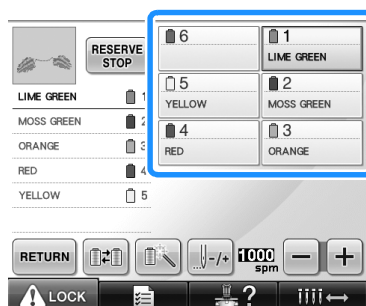 RESERVE
STOP
LIME GREEN 1
MOSS GREEN 2
ORANGE 3
RED 4
YELLOW 5
6
1
LIME GREEN
5
YELLOW
2
MOSS GREEN
4
RED
3
ORANGE
RETURN
-/+
1000
spm
-
+
LOCK
?